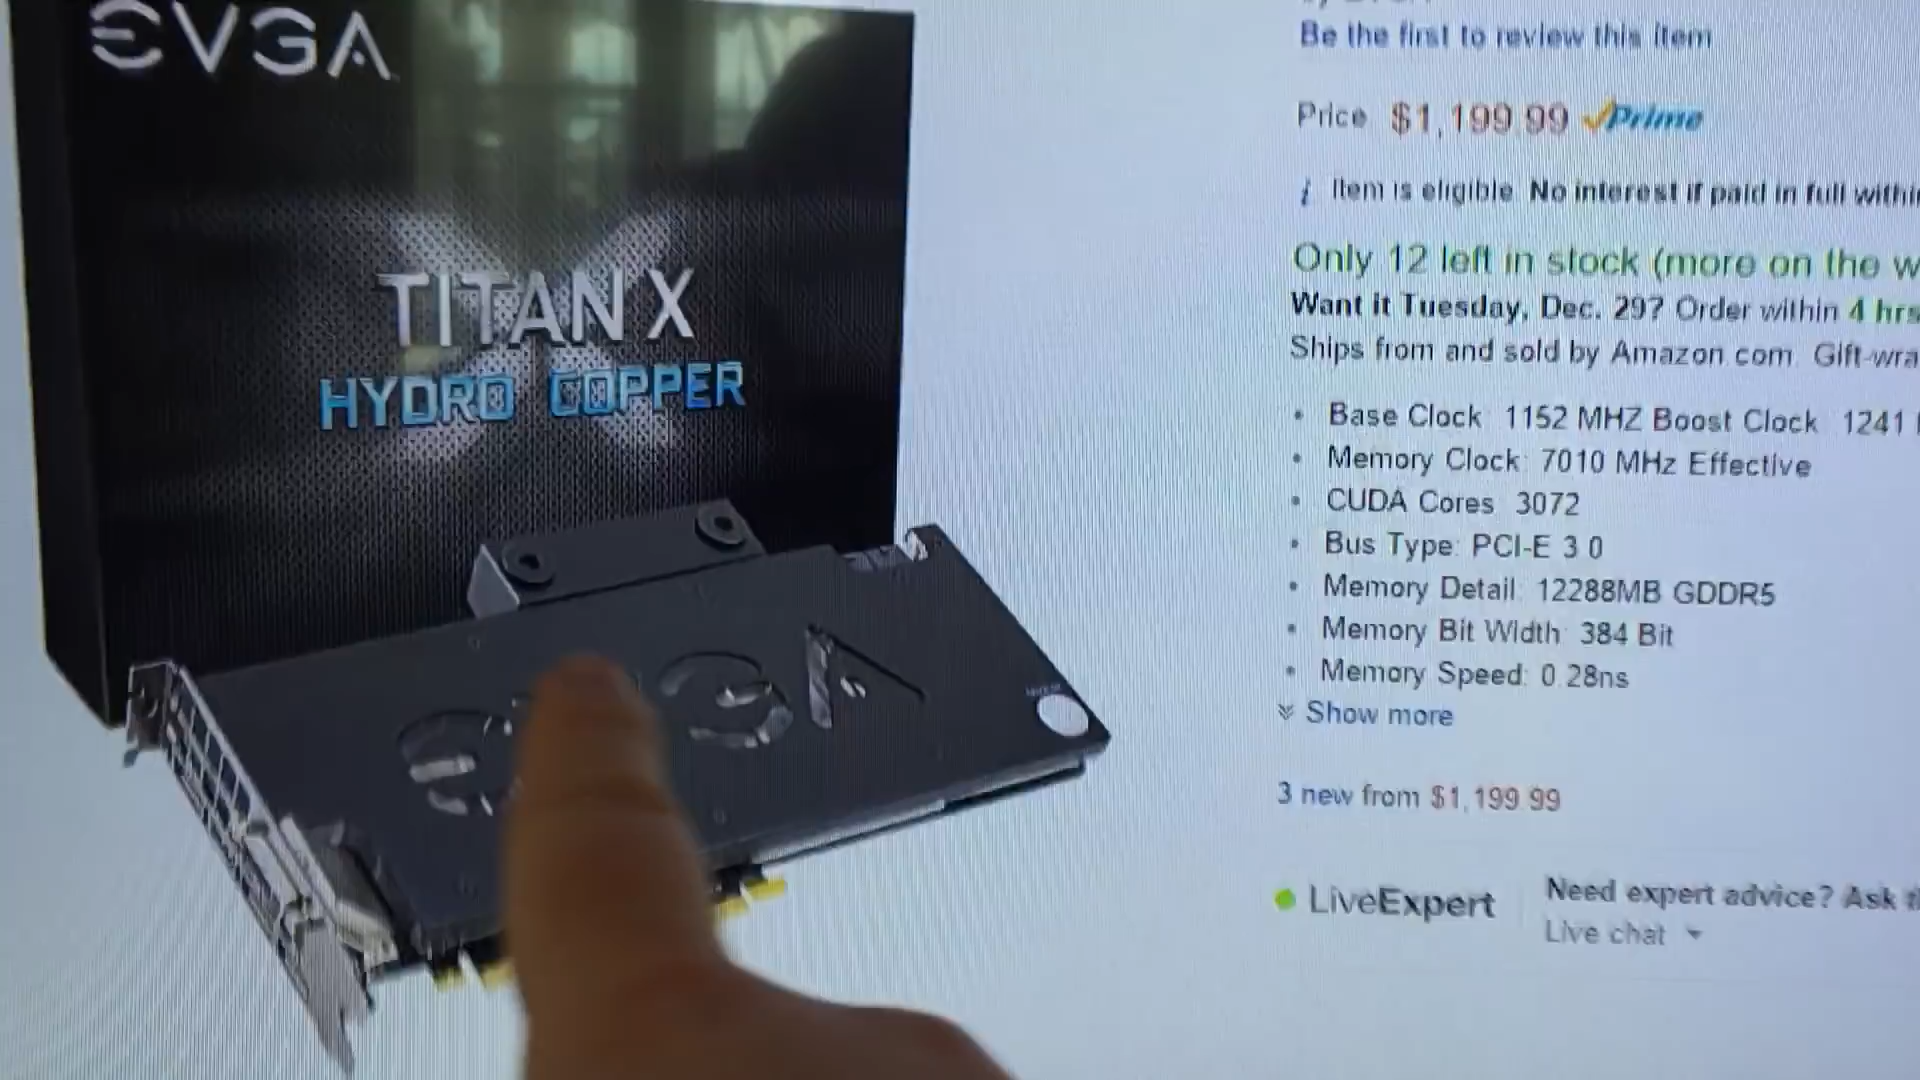 EVGA
TITAN X
HYDRO COPPER
Be the first to review this item
Price $1,199.99 Prime
Item is eligible No interest if paid in full within
Only 12 left in stock (more on the
Want it Tuesday, Dec. 29? Order within 4 hrs
Ships from and sold by Amazon.com. Gift-wra
• Base Clock 1152 MHZ Boost Clock 1241
• Memory Clock: 7010 MHz Effective
• CUDA Cores 3072
• Bus Type: PCI-E 3.0
• Memory Detail: 12288MB GDDR5
• Memory Bit Width: 384 Bit
• Memory Speed: 0.28ns
Show more
3 new from $1,199.99
LiveExpert
Need expert advice? Ask
Live chat